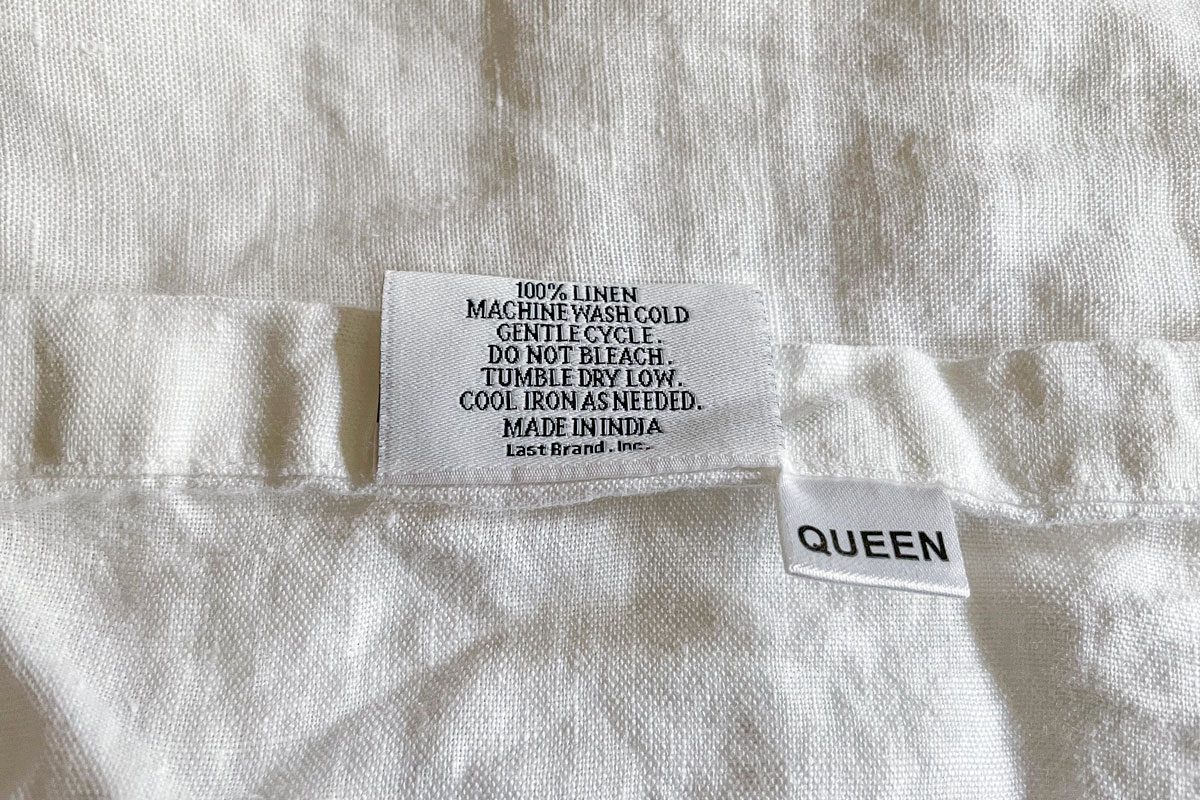 100% LINEN
MACHINE WASH COLD
GENTLE CYCLE.
DO NOT BLEACH.
TUMBLE DRY LOW.
COOL IRON AS NEEDED.
MADE IN INDIA
Last Brand, Inc.
QUEEN